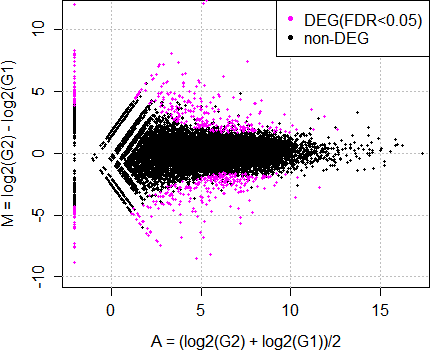 DEG(FDR<0.05)
non-DEG
M = log2(G2) - log2(G1)
10
5
0
-5
-10
0
5
10
15
A = (log2(G2) + log2(G1))/2